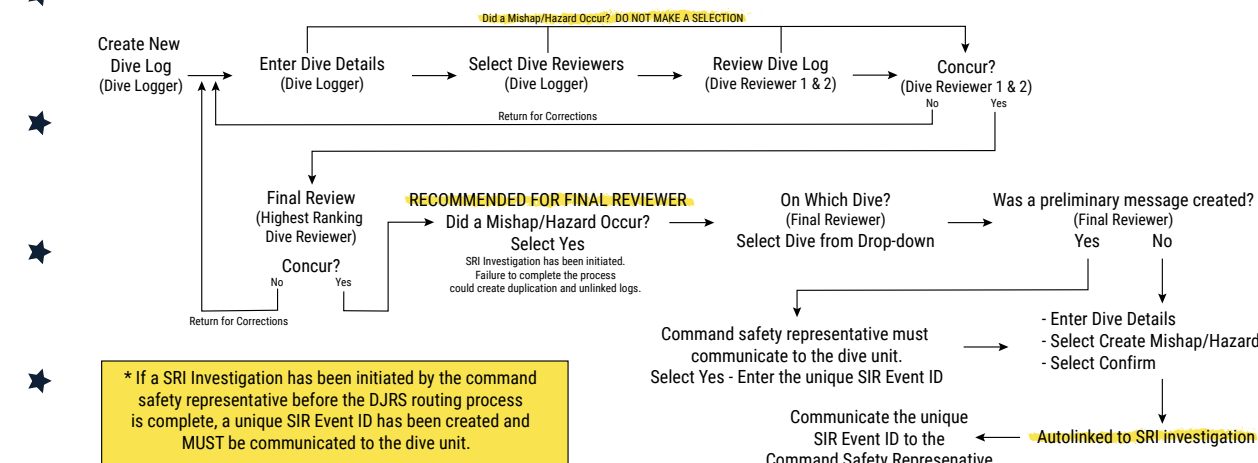 Did a Mishap/Hazard Occur? DO NOT MAKE A SELECTION
Create New
Dive Log
(Dive Logger)
Enter Dive Details
(Dive Logger)
Select Dive Reviewers
(Dive Logger)
Review Dive Log
(Dive Reviewer 1 & 2)
Concur?
(Dive Reviewer 1 & 2)
No Yes
Return for Corrections
Final Review
(Highest Ranking
Dive Reviewer)
Concur?
No Yes
Return for Corrections
RECOMMENDED FOR FINAL REVIEWER
Did a Mishap/Hazard Occur?
Select Yes
SRI Investigation has been initiated.
Failure to complete the process
could create duplication and unlinked logs.
On Which Dive?
(Final Reviewer)
Select Dive from Drop-down
Was a preliminary message created?
(Final Reviewer)
Yes No
Command safety representative must
communicate to the dive unit.
Select Yes - Enter the unique SIR Event ID
- Enter Dive Details
- Select Create Mishap/Hazard
- Select Confirm
Autolinked to SRI investigation
Communicate the unique
SIR Event ID to the
Command Safety Represenative
* If a SRI Investigation has been initiated by the command
safety representative before the DJRS routing process
is complete, a unique SIR Event ID has been created and
MUST be communicated to the dive unit.